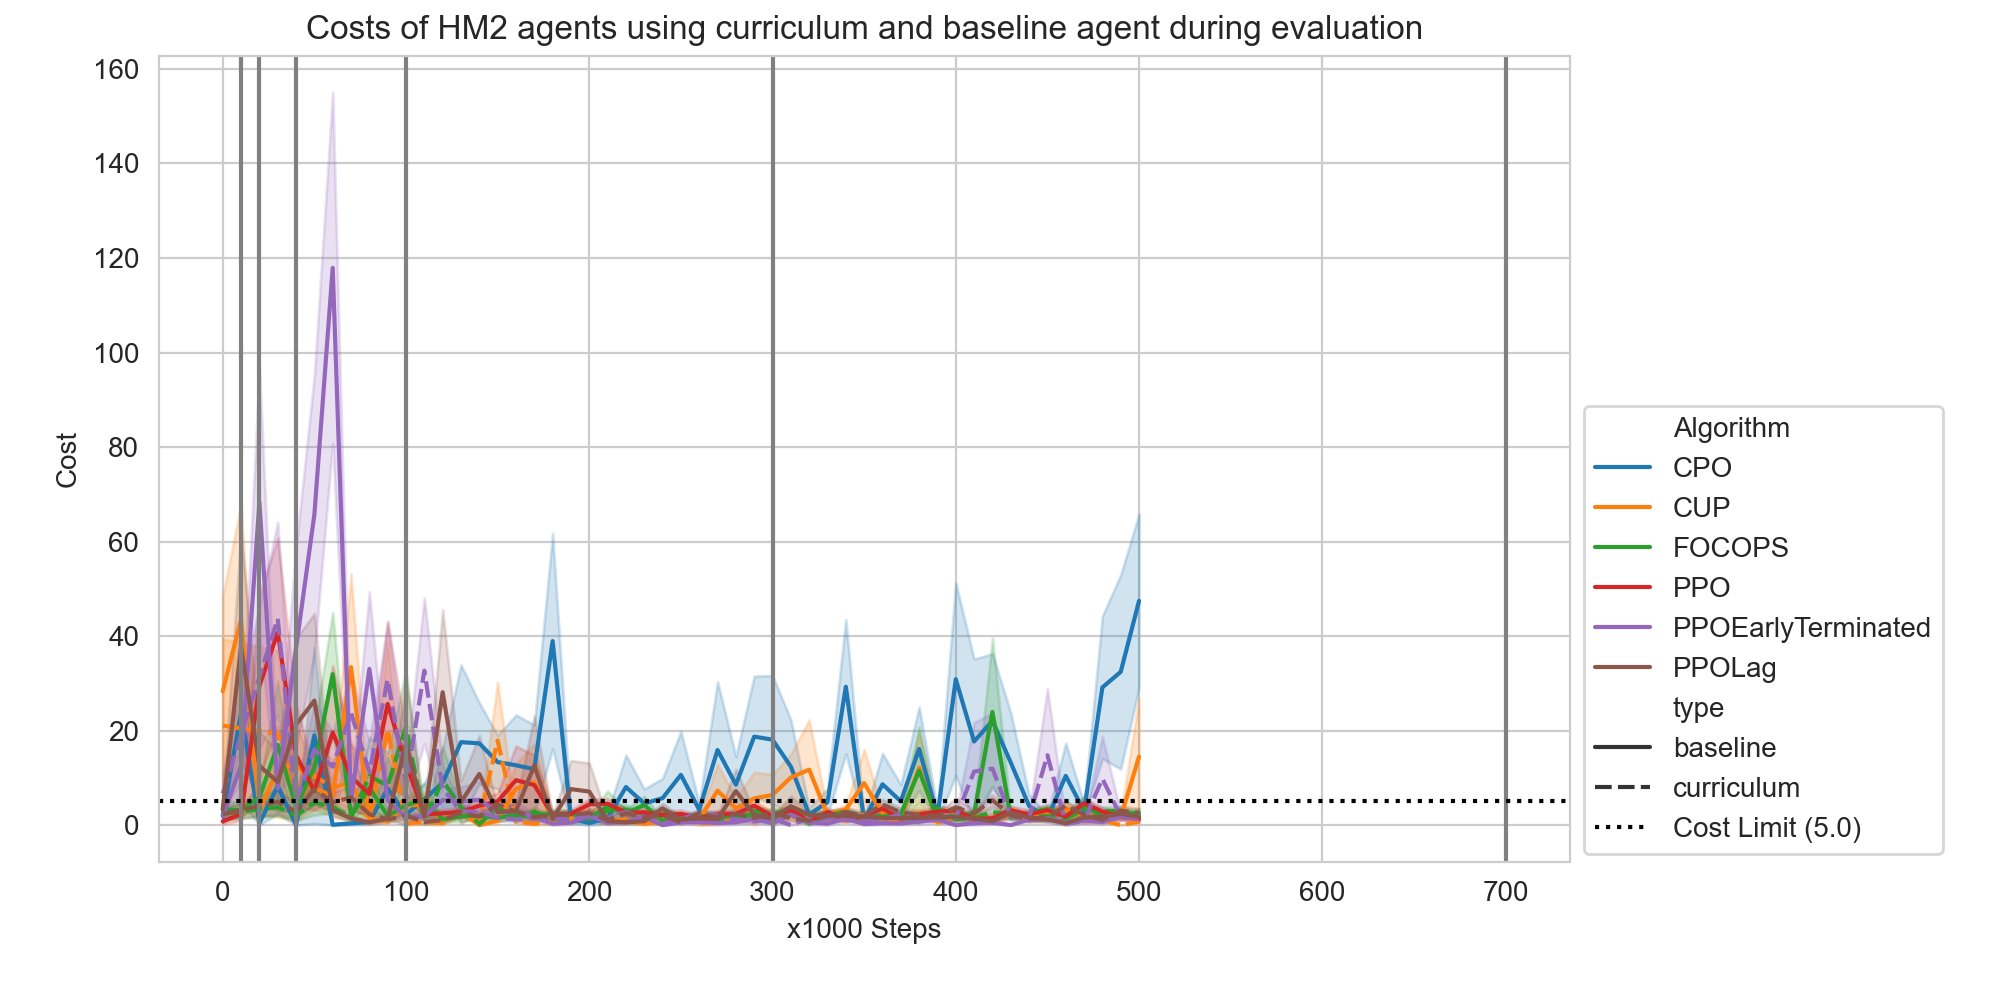 Costs of HM2 agents using curriculum and baseline agent during evaluation
160
140
120
100
80
60
40
20
0
Cost
0 100 200 300 400 500 600 700
x1000 Steps
Algorithm
CPO
CUP
FOCOPS
PPO
PPOEarlyTerminated
PPOLag
type
baseline
curriculum
Cost Limit (5.0)